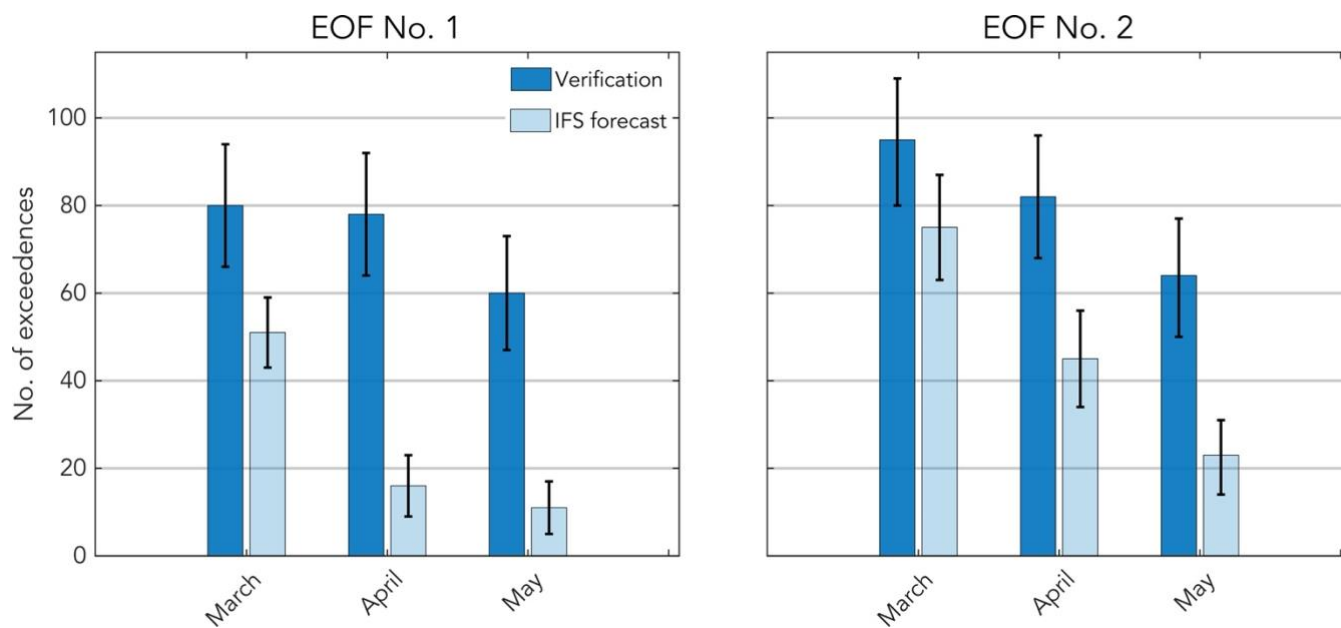 EOF No. 1
EOF No. 2
Verification
IFS forecast
No. of exceedences
100
80
60
40
20
0
March
April
May
March
April
May